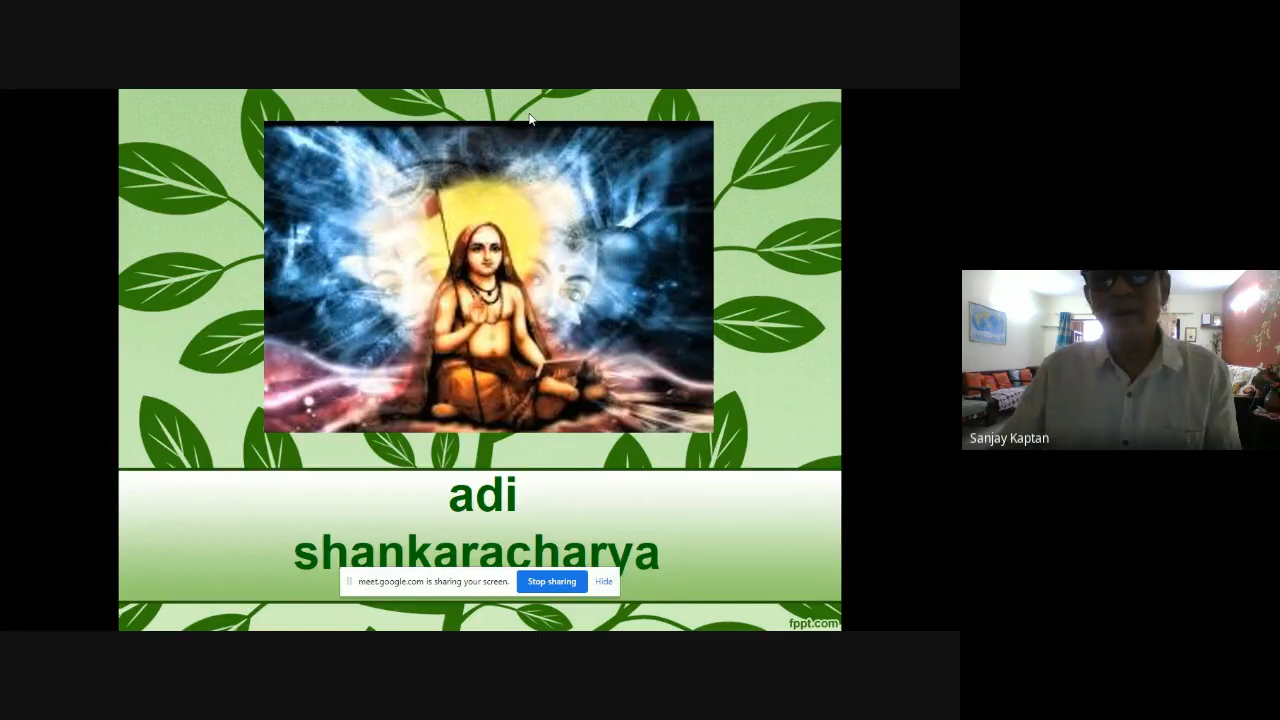 adi
shankaracharya
meet.google.com is sharing your screen.
Stop sharing
Hide
fppt.com
Sanjay Kaptan